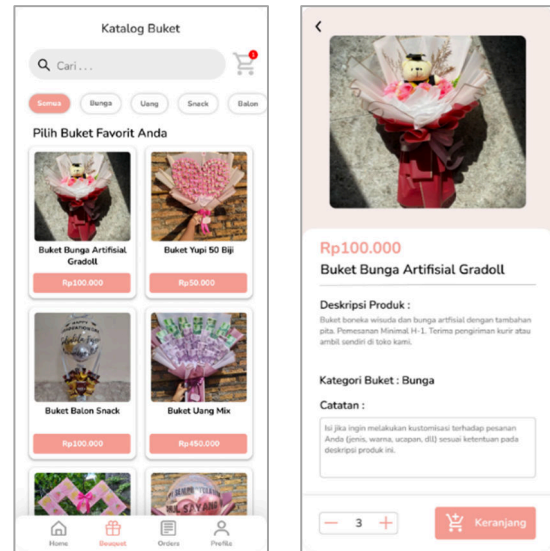 Katalog Buket
Cari . . .
Semua Bunga Uang Snack Balon
Pilih Buket Favorit Anda
Buket Bunga Artifisial
Gradoll
Rp100.000
Buket Yupi 50 Biji
Rp50.000
Buket Balon Snack
Rp100.000
Buket Uang Mix
Rp450.000
Home Bouquet Orders Profile
Rp100.000
Buket Bunga Artifisial Gradoll
Deskripsi Produk :
Buket boneka wisuda dan bunga artfisial dengan tambahan
pita. Pemesanan Minimal H-1. Terima pengiriman kurir atau
ambil sendiri di toko kami.
Kategori Buket : Bunga
Catatan :
Isi jika ingin melakukan kustomisasi terhadap pesanan
Anda (jenis, warna, ucapan, dll) sesuai ketentuan pada
deskripsi produk ini.
— 3 +
Keranjang